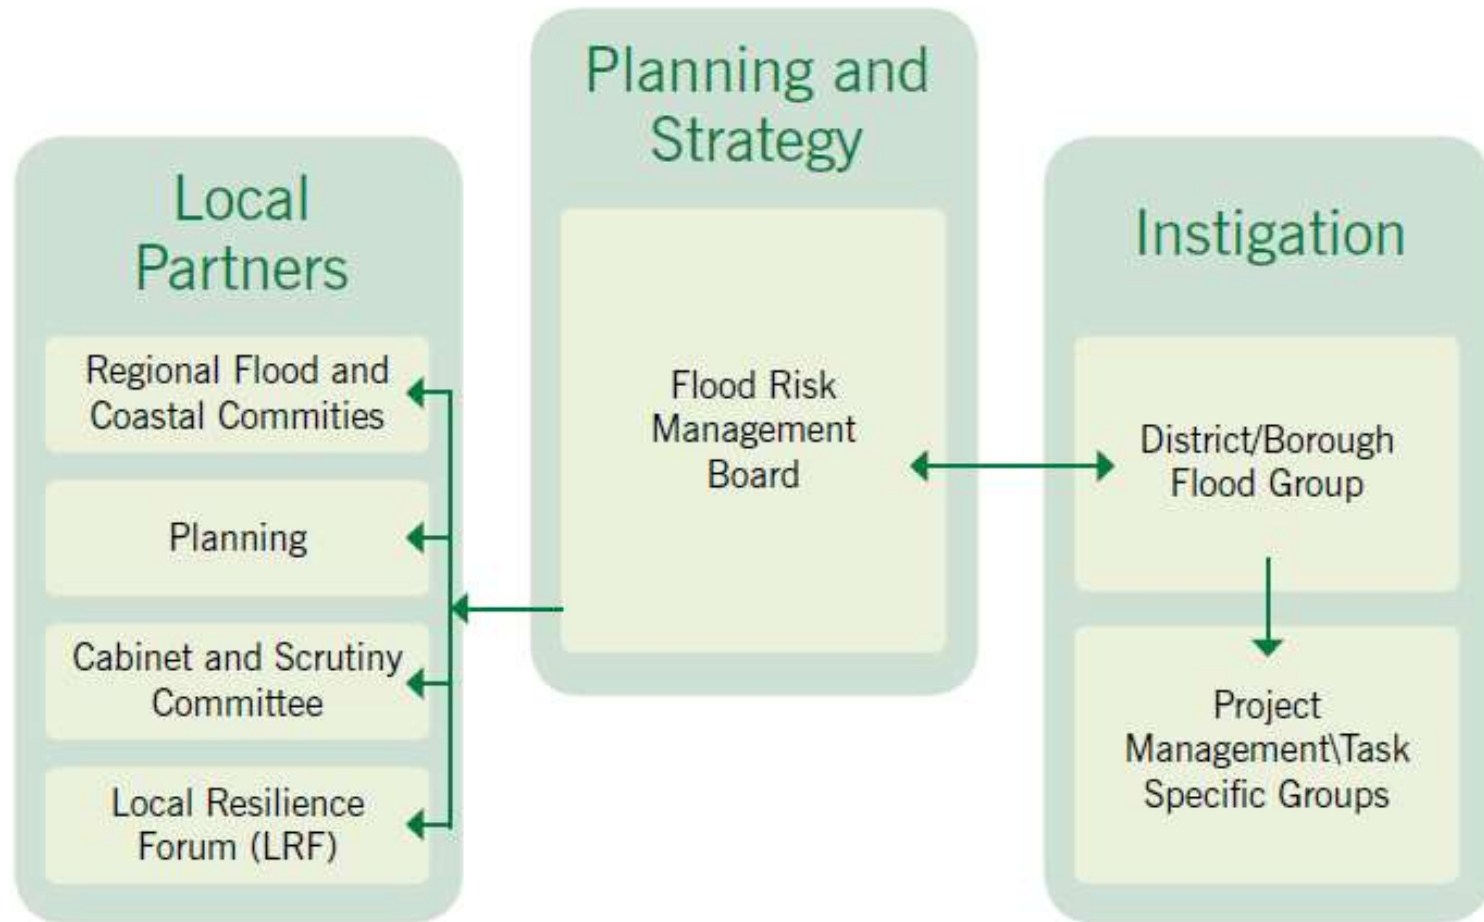 Local
Partners
Regional Flood and
Coastal Commities
Planning
Cabinet and Scrutiny
Committee
Local Resilience
Forum (LRF)
Planning and
Strategy
Flood Risk
Management
Board
Instigation
District/Borough
Flood Group
Project
Management\Task
Specific Groups